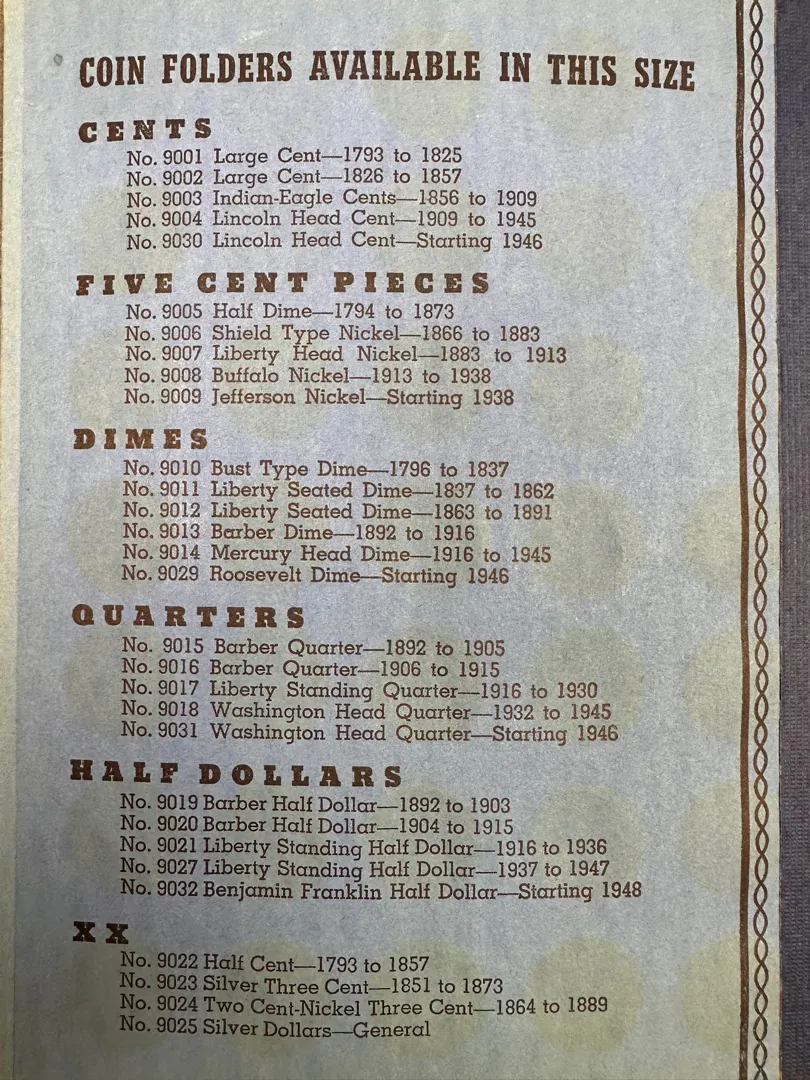 COIN FOLDERS AVAILABLE IN THIS SIZE
CENTS
No. 9001 Large Cent—1793 to 1825
No. 9002 Large Cent—1826 to 1857
No. 9003 Indian-Eagle Cents—1856 to 1909
No. 9004 Lincoln Head Cent—1909 to 1945
No. 9030 Lincoln Head Cent—Starting 1946
FIVE CENT PIECES
No. 9005 Half Dime—1794 to 1873
No. 9006 Shield Type Nickel—1866 to 1883
No. 9007 Liberty Head Nickel—1883 to 1913
No. 9008 Buffalo Nickel—1913 to 1938
No. 9009 Jefferson Nickel—Starting 1938
DIMES
No. 9010 Bust Type Dime—1796 to 1837
No. 9011 Liberty Seated Dime—1837 to 1862
No. 9012 Liberty Seated Dime—1863 to 1891
No. 9013 Barber Dime—1892 to 1916
No. 9014 Mercury Head Dime—1916 to 1945
No. 9029 Roosevelt Dime—Starting 1946
QUARTERS
No. 9015 Barber Quarter—1892 to 1905
No. 9016 Barber Quarter—1906 to 1915
No. 9017 Liberty Standing Quarter—1916 to 1930
No. 9018 Washington Head Quarter—1932 to 1945
No. 9031 Washington Head Quarter—Starting 1946
HALF DOLLARS
No. 9019 Barber Half Dollar—1892 to 1903
No. 9020 Barber Half Dollar—1904 to 1915
No. 9021 Liberty Standing Half Dollar—1916 to 1936
No. 9027 Liberty Standing Half Dollar—1937 to 1947
No. 9032 Benjamin Franklin Half Dollar—Starting 1948
XX
No. 9022 Half Cent—1793 to 1857
No. 9023 Silver Three Cent—1851 to 1873
No. 9024 Two Cent-Nickel Three Cent—1864 to 1889
No. 9025 Silver Dollars—General